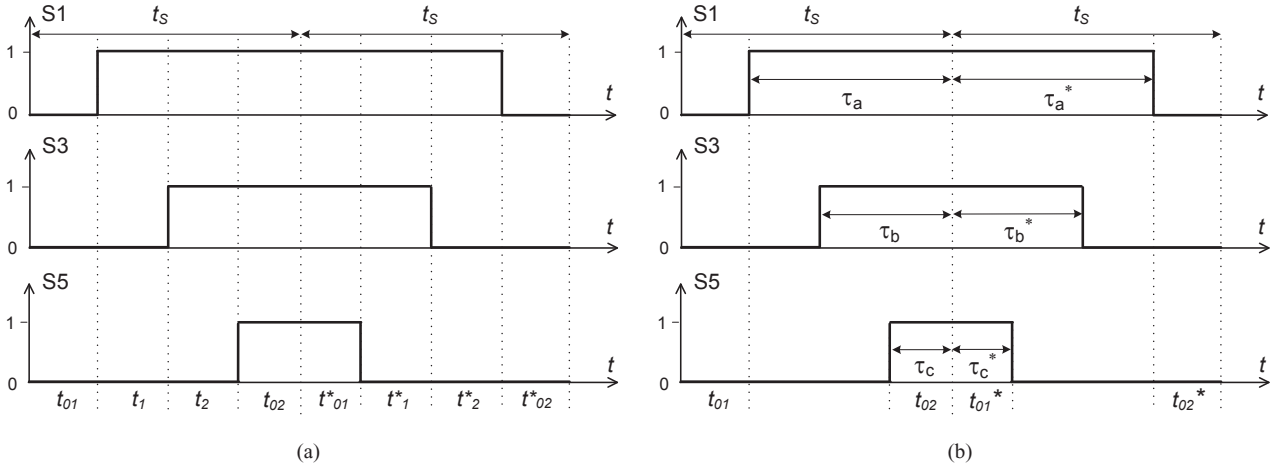 S1 t_S t_S
1
0
t
S3
1
0
t
S5
1
0
t
t_01 t_1 t_2 t_02 t*_01 t*_1 t*_2 t*_02
(a)
S1 t_S t_S
1
τ_a τ_a*
0
t
S3
1
τ_b τ_b*
0
t
S5
1
τ_c τ_c*
0
t
t_01 t_02 t_01* t_02*
(b)